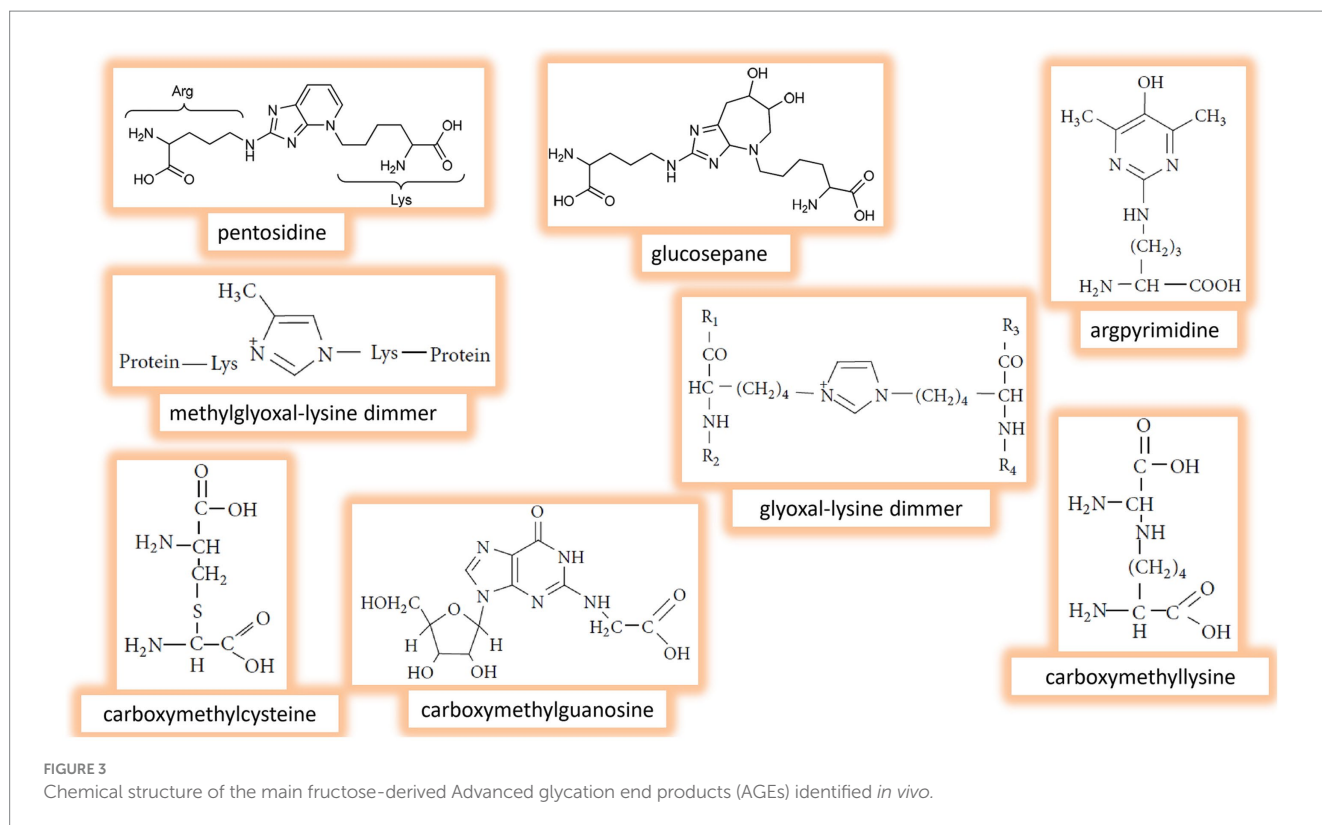 Arg
H₂N
HO
O
N
H
N
N
N
OH
O
H₂N
Lys
pentosidine
OH
OH
H₂N
HO
O
N
H
N
N
N
O
OH
H₂N
glucosepane
OH
H₃C
CH₃
N
N
HN
(CH₂)₃
H₂N—CH—COOH
argpyrimidine
H₃C
Protein—Lys N+ N—Lys—Protein
methylglyoxal-lysine dimmer
R₁
CO
HC—(CH₂)₄—N+ N—(CH₂)₄—CH
NH
R₂
R₃
CO
NH
R₄
glyoxal-lysine dimmer
O
C—OH
H₂N—CH
CH₂
S
H₂N—C—C
H
O
OH
carboxymethylcysteine
O
N
NH
N
N
NH
HOH₂C
O
H
H
HO
OH
H₂C—C
O
OH
carboxymethylguanosine
O
C—OH
H₂N—CH
NH
(CH₂)₄
H₂N—C—C
H
O
OH
carboxymethyllysine
FIGURE 3
Chemical structure of the main fructose-derived Advanced glycation end products (AGEs) identified in vivo.